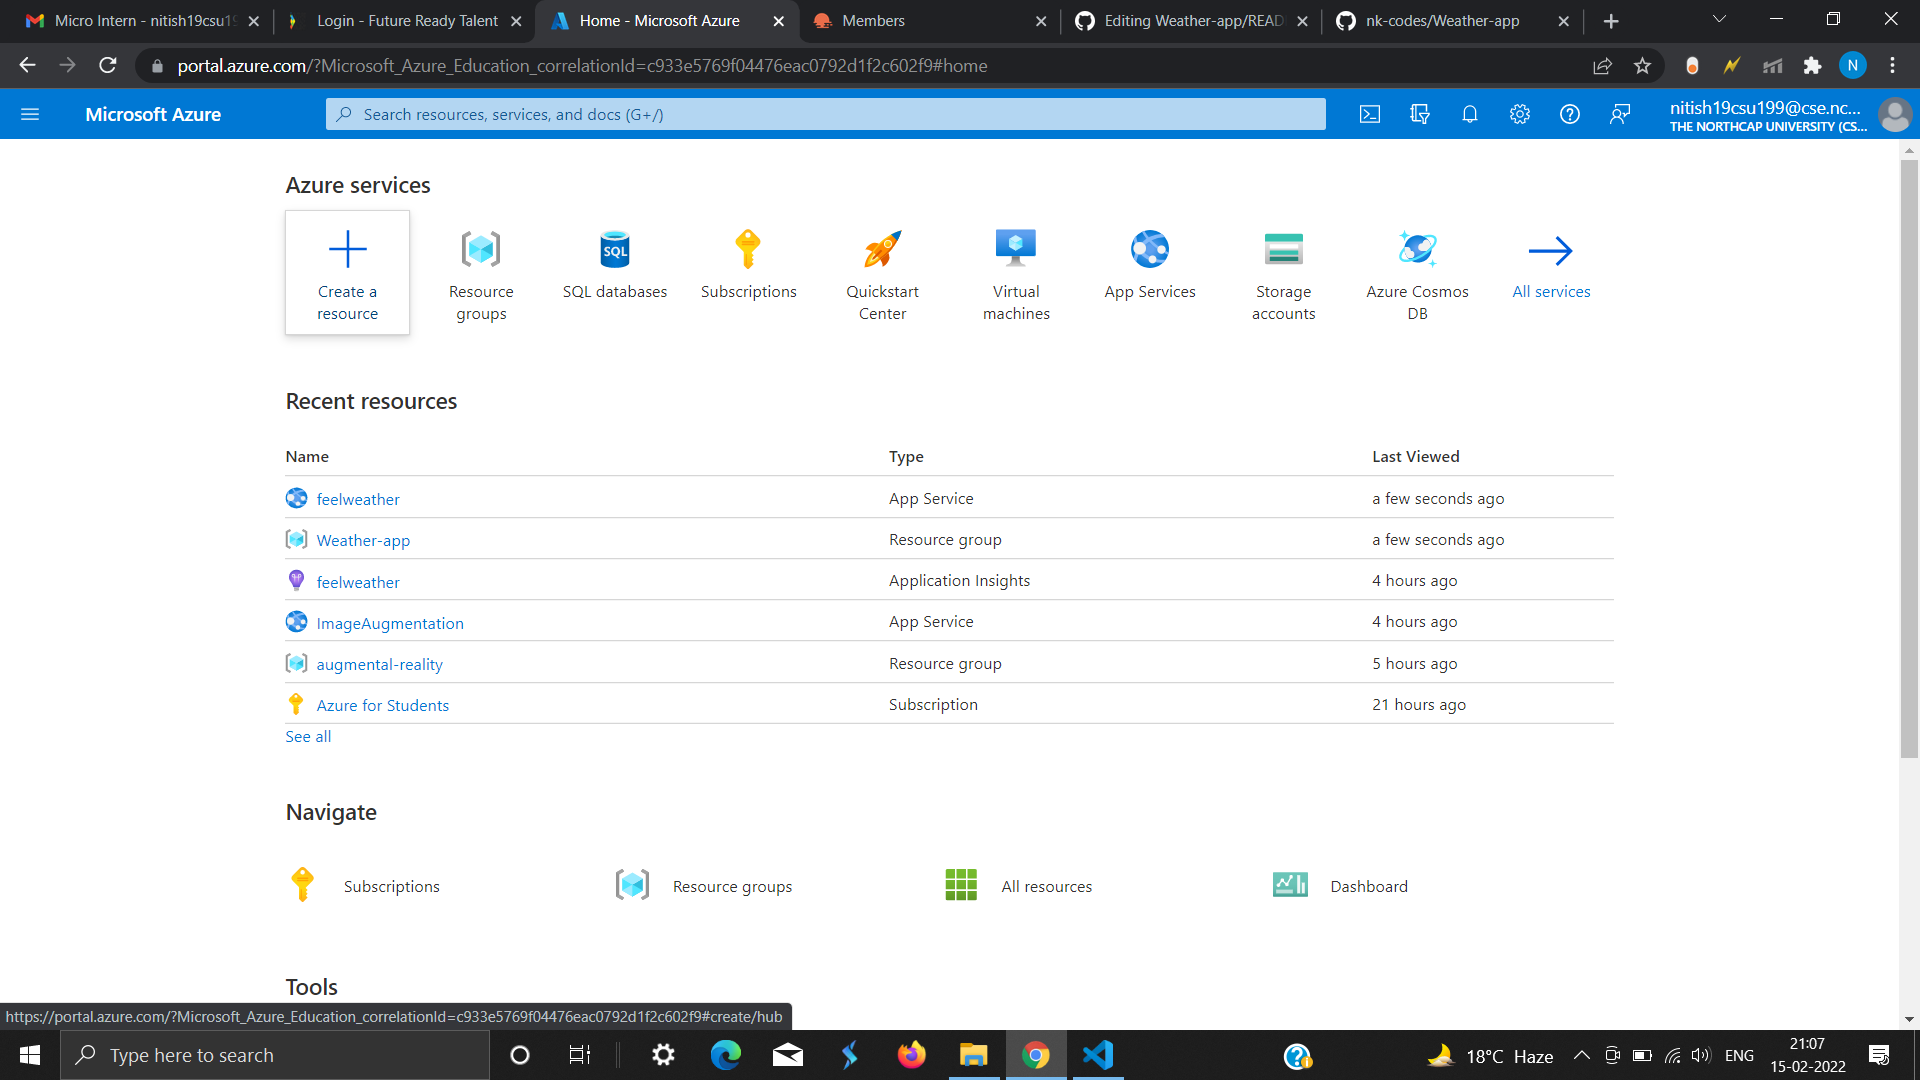 Micro Intern - nitish19csu19
Login - Future Ready Talent
Home - Microsoft Azure
Members
Editing Weather-app/READ
nk-codes/Weather-app
portal.azure.com/?Microsoft_Azure_Education_correlationId=c933e5769f04476eac0792d1f2c602f9#home
N
Microsoft Azure
Search resources, services, and docs (G+/)
nitish19csu199@cse.nc...
THE NORTHCAP UNIVERSITY (CS...
Azure services
Create a
resource
Resource
groups
SQL
SQL databases
Subscriptions
Quickstart
Center
Virtual
machines
App Services
Storage
accounts
Azure Cosmos
DB
All services
Recent resources
Name Type Last Viewed
feelweather App Service a few seconds ago
Weather-app Resource group a few seconds ago
feelweather Application Insights 4 hours ago
ImageAugmentation App Service 4 hours ago
augmental-reality Resource group 5 hours ago
Azure for Students Subscription 21 hours ago
See all
Navigate
Subscriptions
Resource groups
All resources
Dashboard
Tools
https://portal.azure.com/?Microsoft_Azure_Education_correlationId=c933e5769f04476eac0792d1f2c602f9#create/hub
Type here to search
18°C Haze
ENG
21:07
15-02-2022